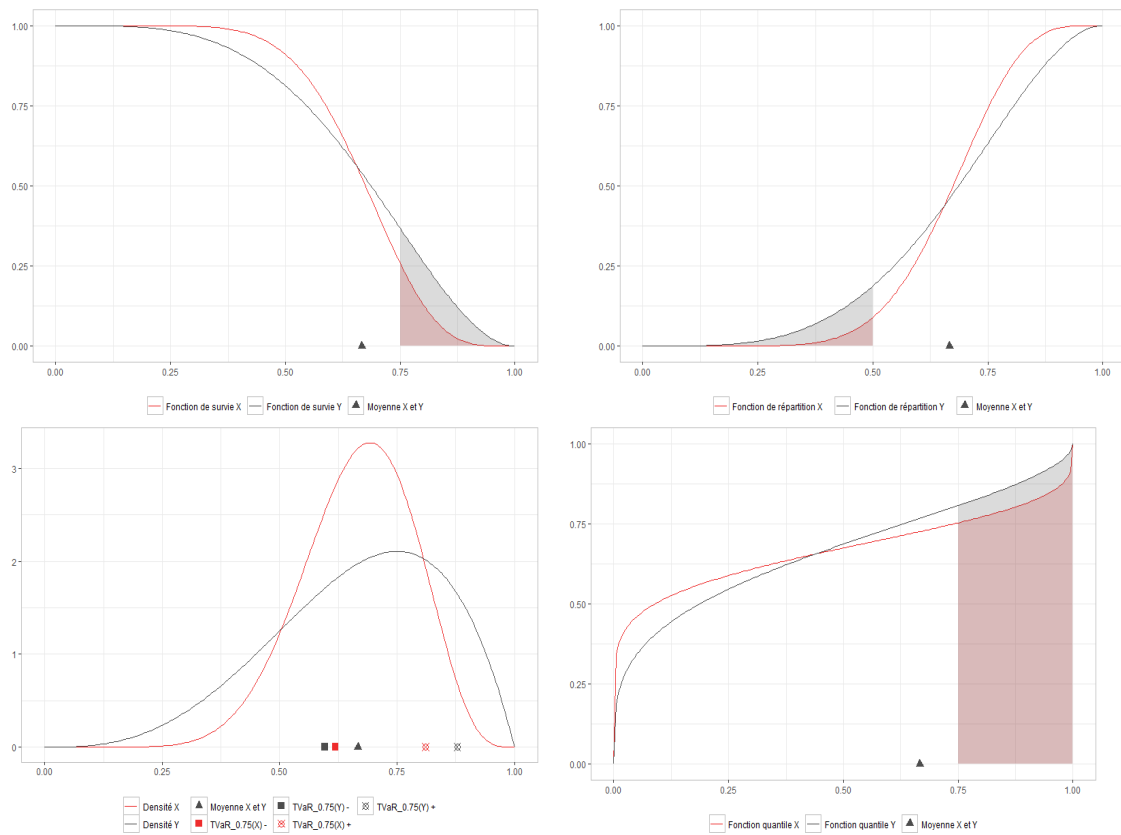 1.00
0.75
0.50
0.25
0.00
0.00 0.25 0.50 0.75 1.00
Fonction de survie X Fonction de survie Y Moyenne X et Y
1.00
0.75
0.50
0.25
0.00
0.00 0.25 0.50 0.75 1.00
Fonction de répartition X Fonction de répartition Y Moyenne X et Y
3
2
1
0
0.00 0.25 0.50 0.75 1.00
Densité X Moyenne X et Y TVaR_0.75(Y) - TVaR_0.75(Y) +
Densité Y TVaR_0.75(X) - TVaR_0.75(X) +
1.00
0.75
0.50
0.25
0.00
0.00 0.25 0.50 0.75 1.00
Fonction quantile X Fonction quantile Y Moyenne X et Y